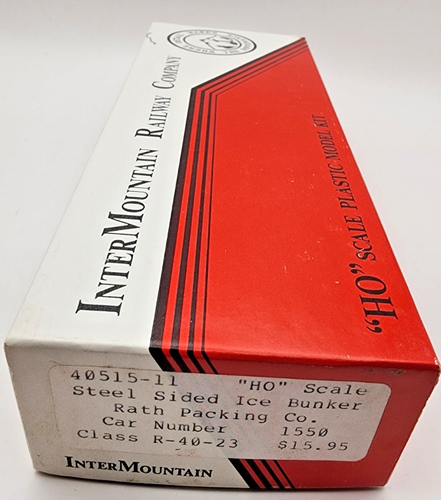 INTERMOUNTAIN RAILWAY COMPANY
"HO" SCALE PLASTIC MODEL KIT
40515-11 "HO" Scale
Steel Sided Ice Bunker
Rath Packing Co.
Car Number 1550
Class R-40-23 $15.95
INTERMOUNTAIN